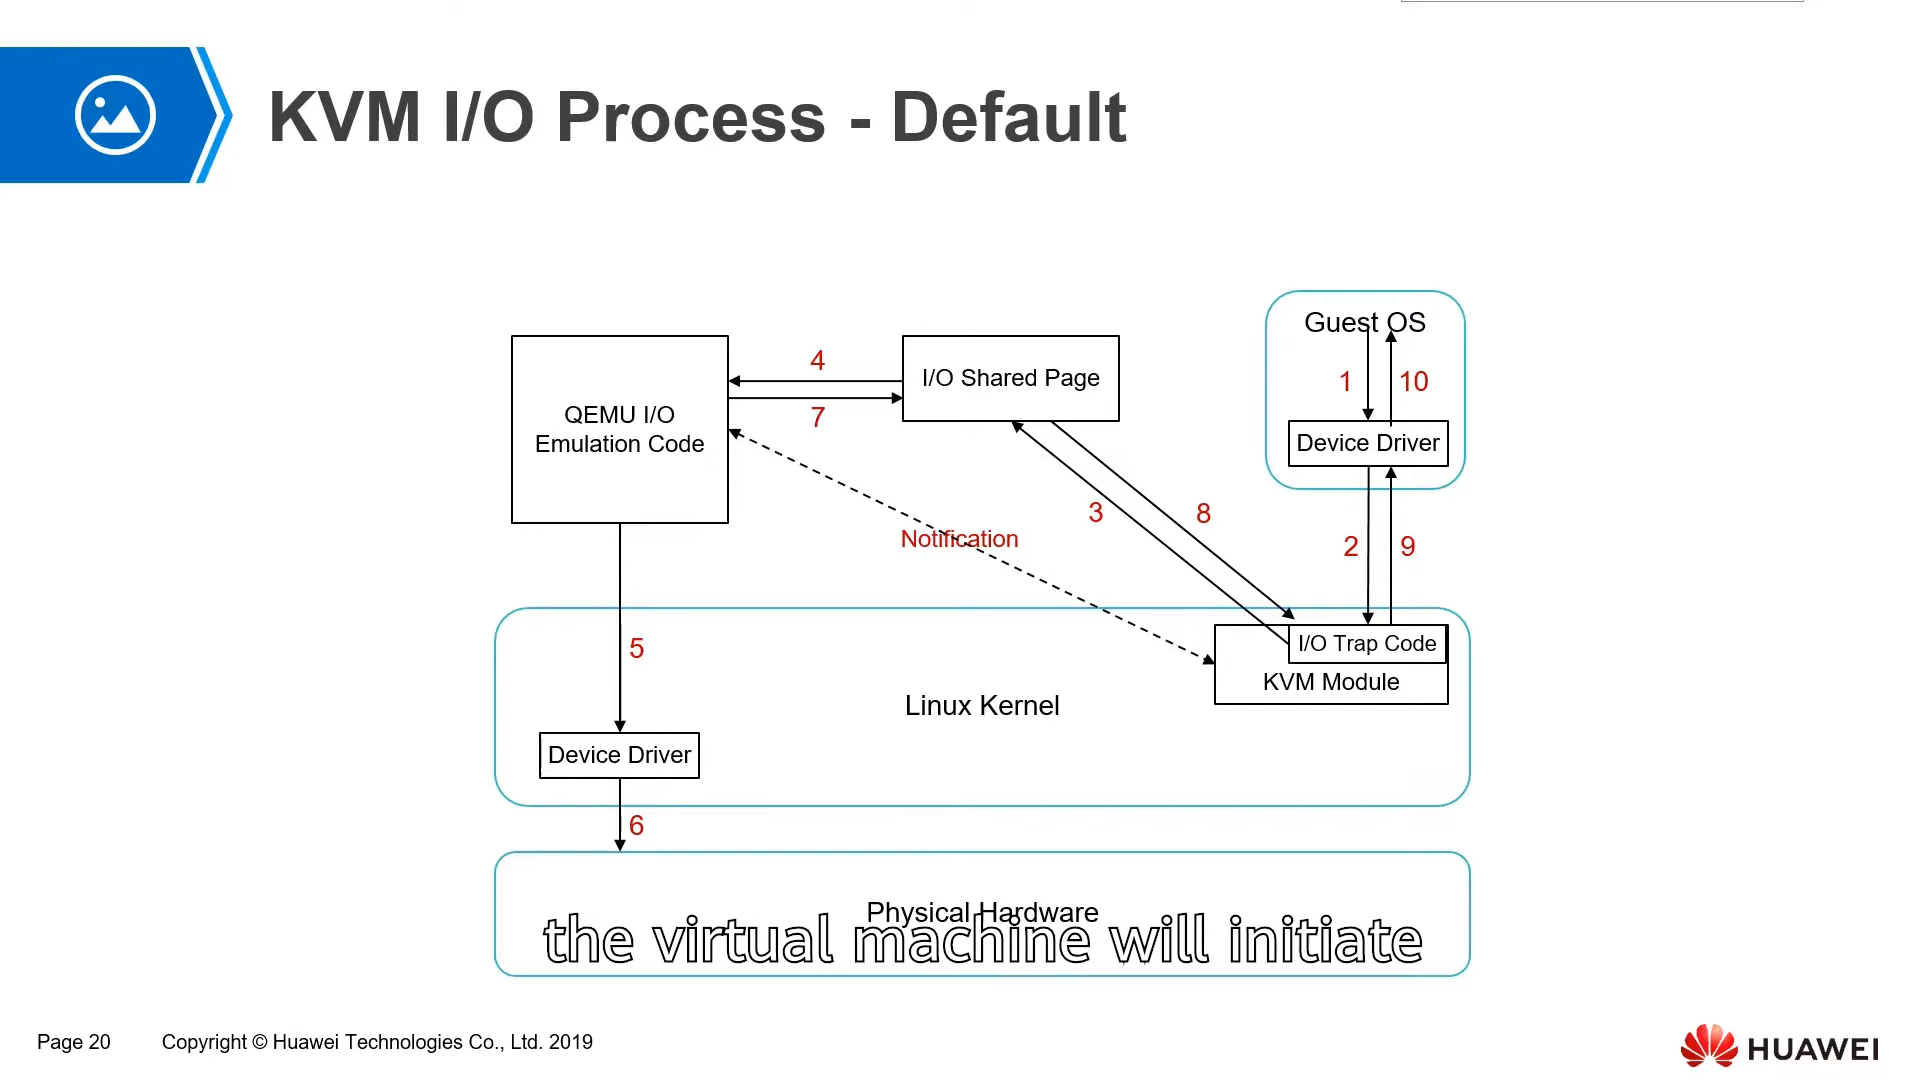 KVM I/O Process - Default
Guest OS
4
I/O Shared Page
1
10
QEMU I/O
Emulation Code
7
Device Driver
3
8
Notification
2
9
5
I/O Trap Code
KVM Module
Linux Kernel
Device Driver
6
Physical Hardware
the virtual machine will initiate
Page 20
Copyright © Huawei Technologies Co., Ltd. 2019
HUAWEI